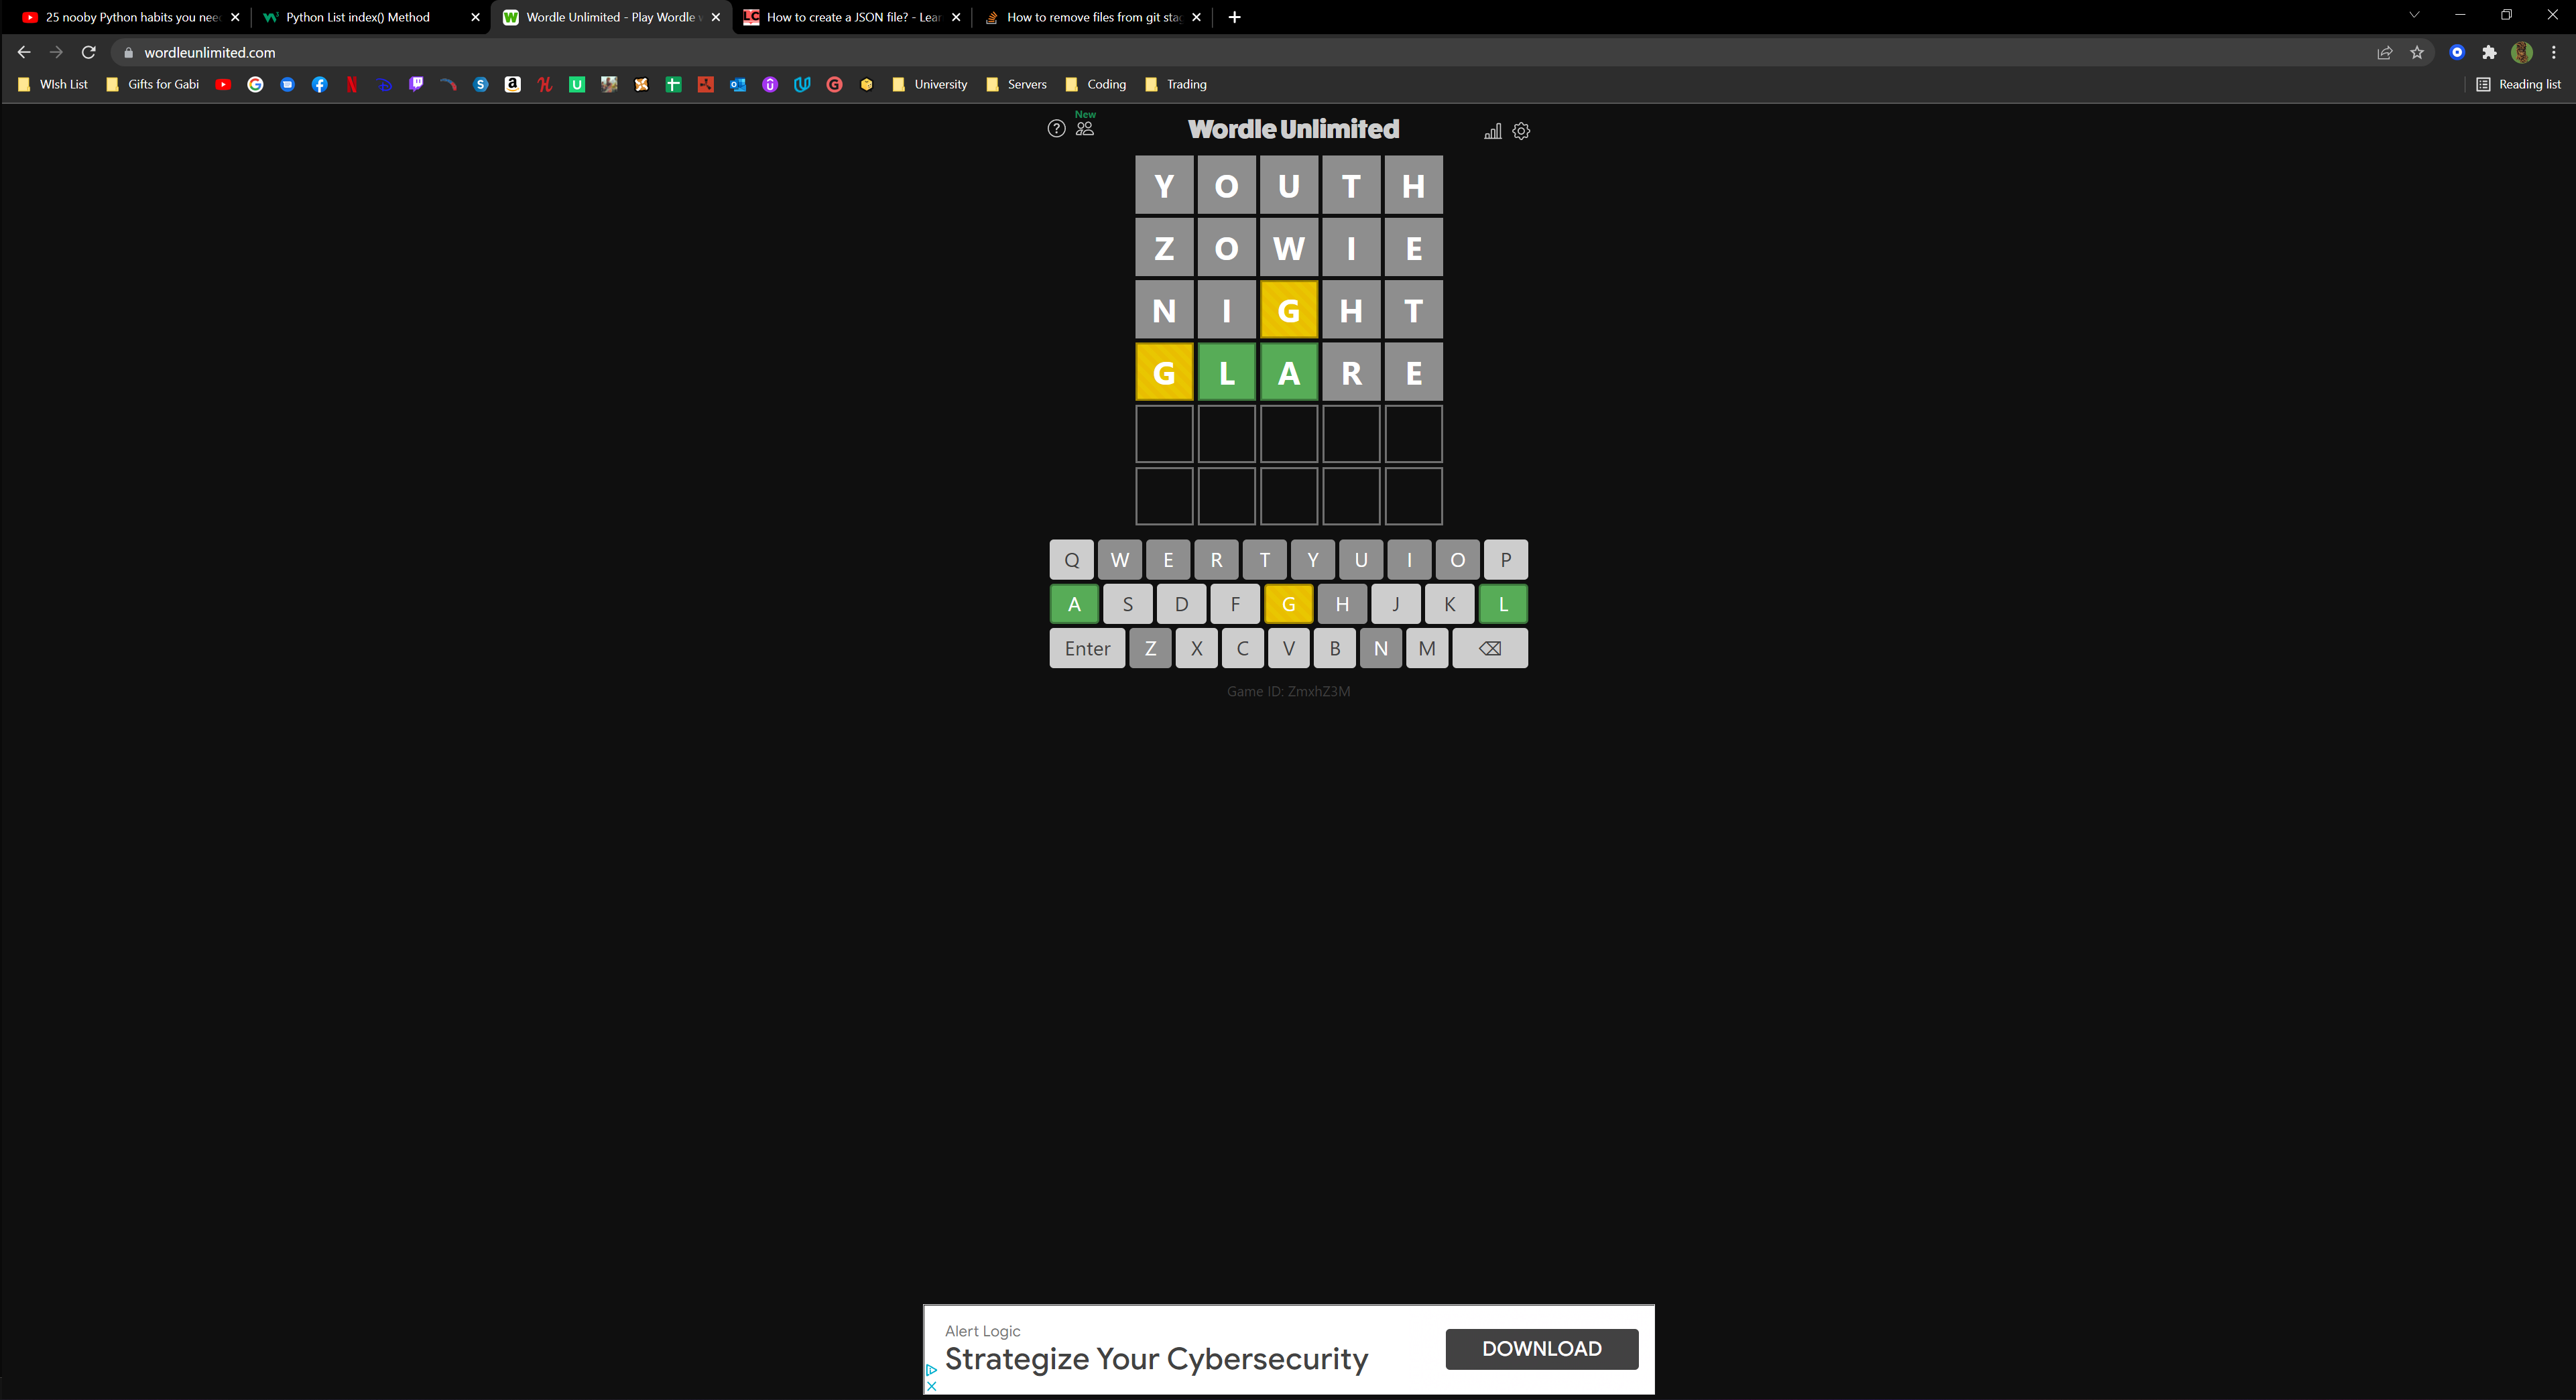 25 nooby Python habits you nee
Python List index() Method
Wordle Unlimited - Play Wordle
How to create a JSON file? - Lear
How to remove files from git sta
wordleunlimited.com
WIsh List
Gifts for Gabi
University
Servers
Coding
Trading
Reading list
New
Wordle Unlimited
Y O U T H
Z O W I E
N I G H T
G L A R E
Q W E R T Y U I O P
A S D F G H J K L
Enter Z X C V B N M
Game ID: ZmxhZ3M
Alert Logic
Strategize Your Cybersecurity
DOWNLOAD